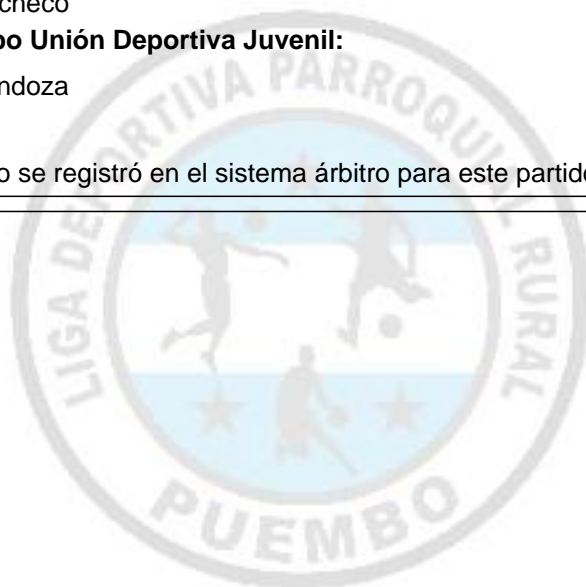 checo
oo Unión Deportiva Juvenil:
ndoza
o se registró en el sistema árbitro para este partid
LIGA DEPORTIVA PARROQUIAL RURAL
PUEMBO